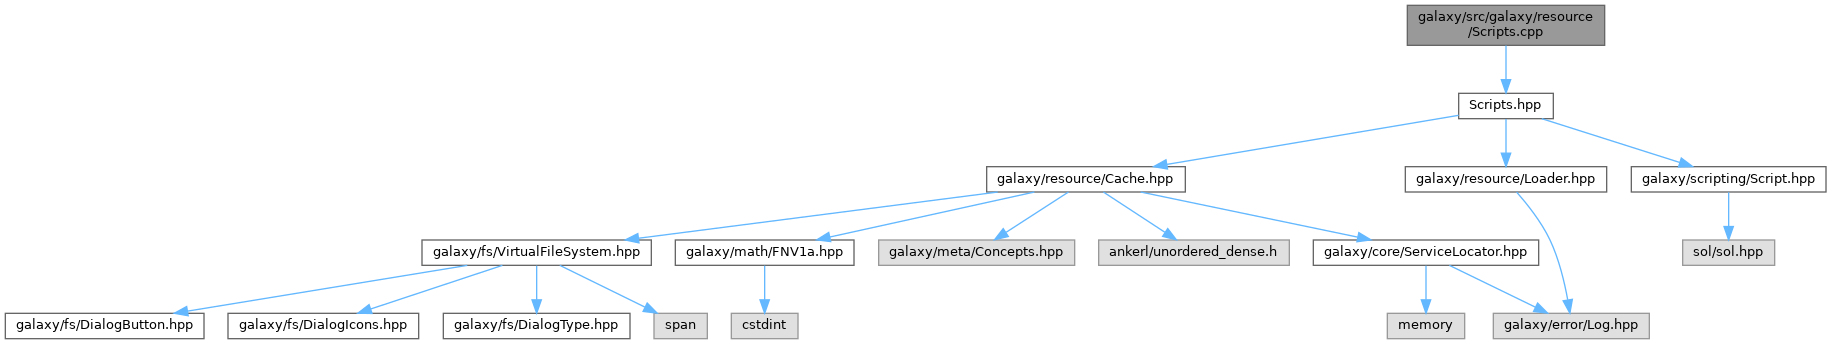 galaxy/src/galaxy/resource
/Scripts.cpp
Scripts.hpp
galaxy/resource/Cache.hpp
galaxy/resource/Loader.hpp
galaxy/scripting/Script.hpp
galaxy/fs/VirtualFileSystem.hpp
galaxy/math/FNV1a.hpp
galaxy/meta/Concepts.hpp
ankerl/unordered_dense.h
galaxy/core/ServiceLocator.hpp
sol/sol.hpp
galaxy/fs/DialogButton.hpp
galaxy/fs/DialogIcons.hpp
galaxy/fs/DialogType.hpp
span
cstdint
memory
galaxy/error/Log.hpp